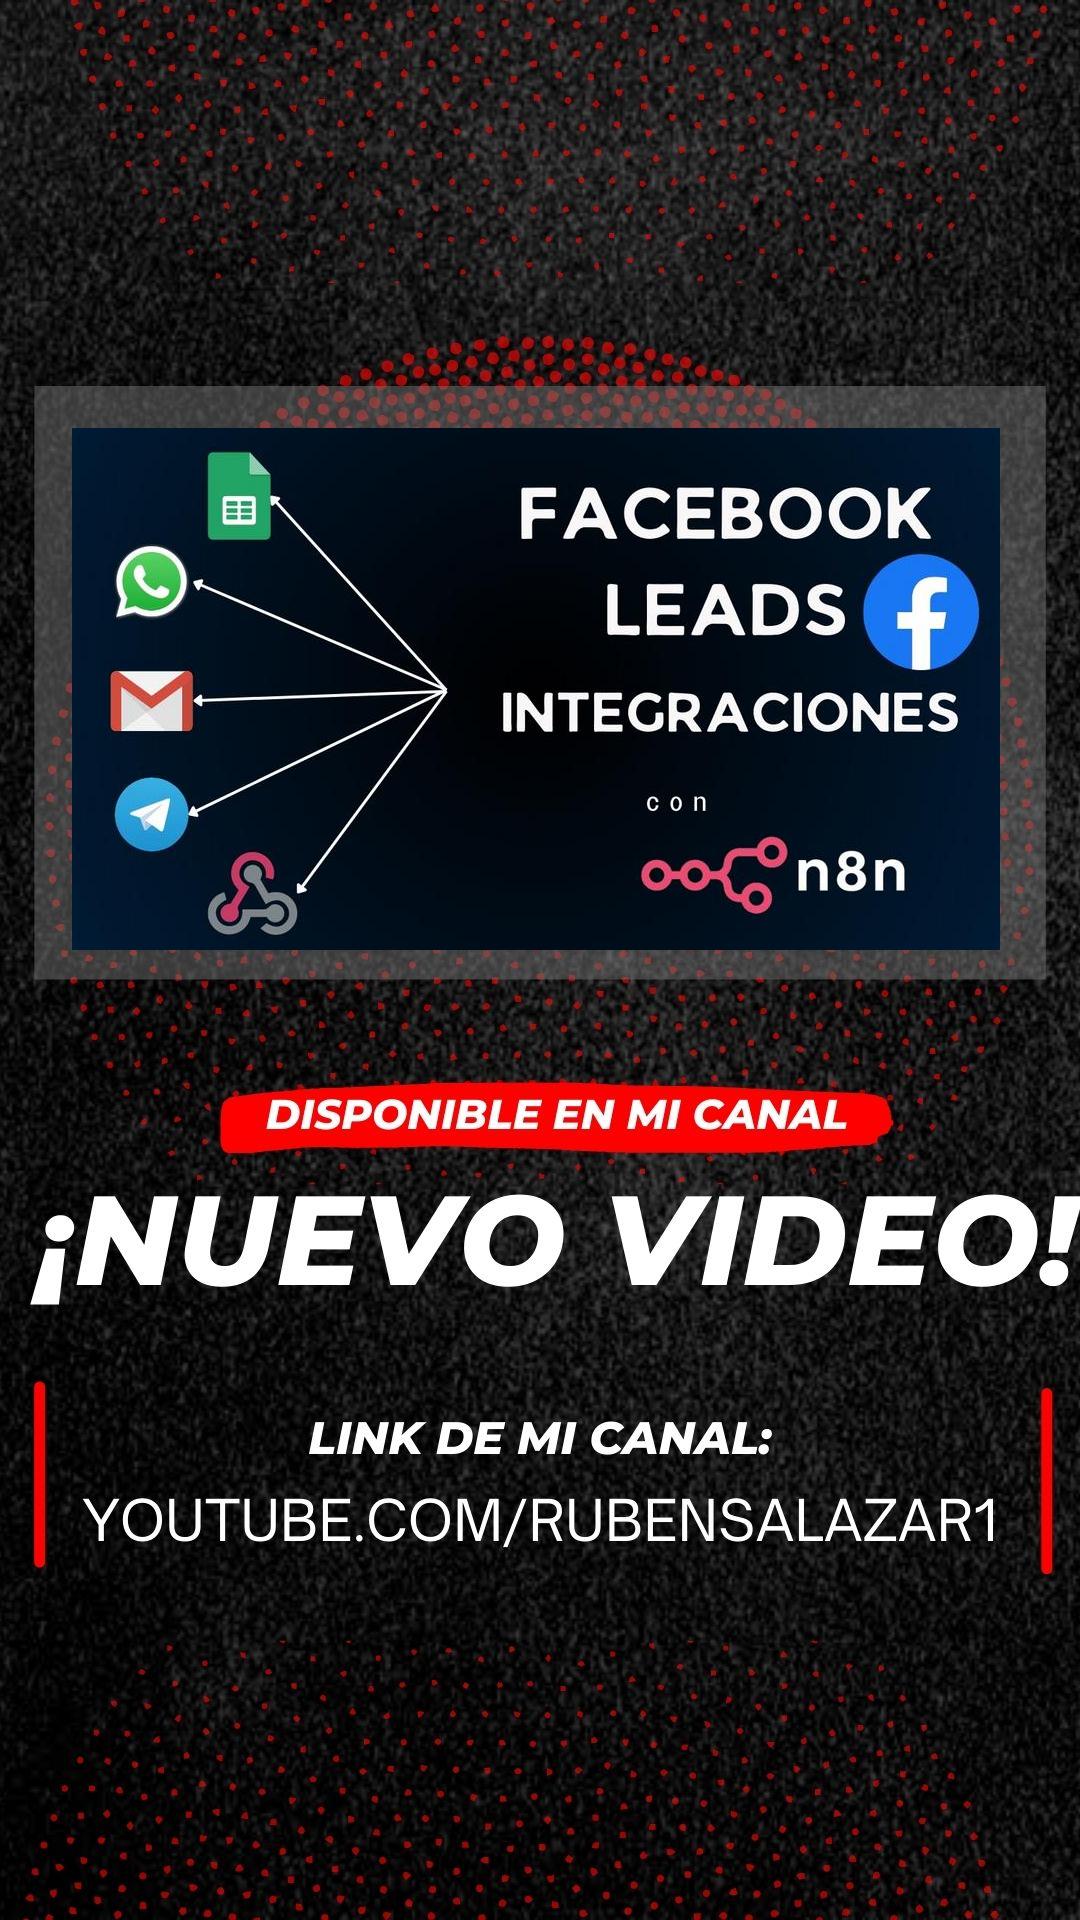 FACEBOOK
LEADS
INTEGRACIONES
con
n8n
DISPONIBLE EN MI CANAL
¡NUEVO VIDEO!
LINK DE MI CANAL:
YOUTUBE.COM/RUBENSALAZAR1